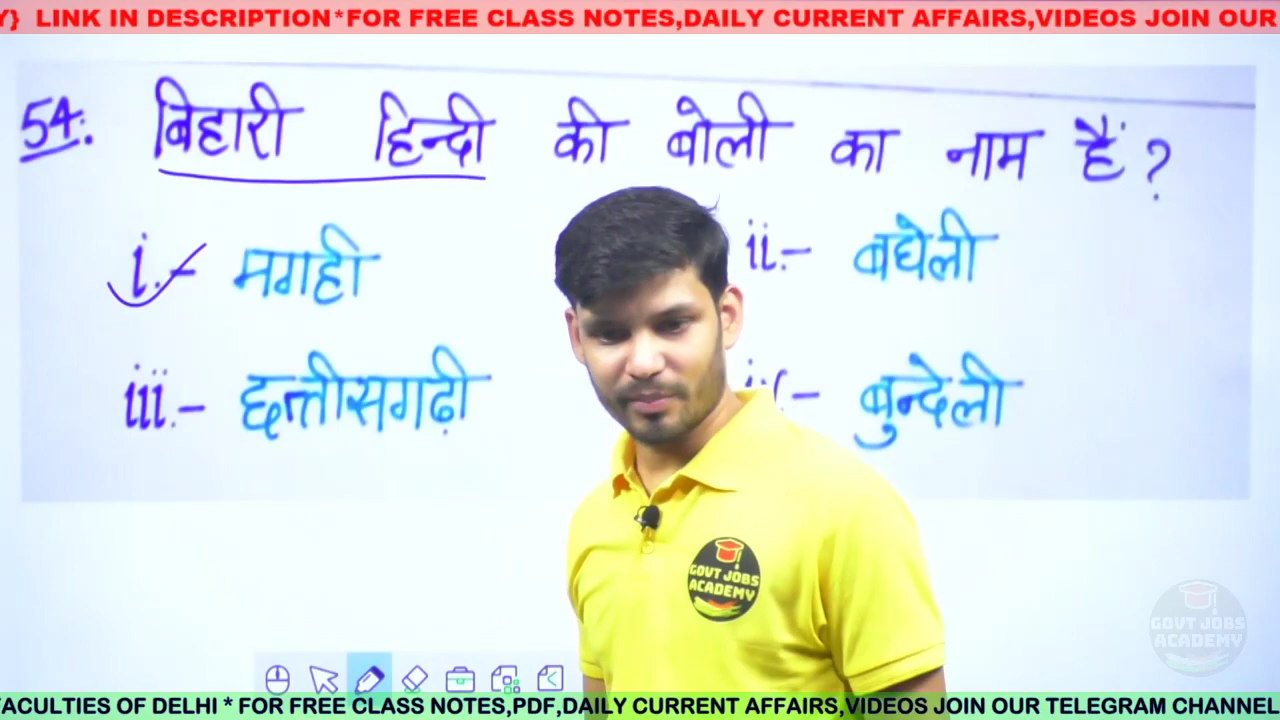 Y} LINK IN DESCRIPTION*FOR FREE CLASS NOTES,DAILY CURRENT AFFAIRS,VIDEOS JOIN OUR
54. बिहारी हिन्दी की बोली का नाम हैं ?
i.- मगही ii.- बघेली
iii.- छत्तीसगढ़ी बुन्देली
GOVT JOBS
ACADEMY
GOVT JOBS
ACADEMY
FACULTIES OF DELHI * FOR FREE CLASS NOTES,PDF,DAILY CURRENT AFFAIRS,VIDEOS JOIN OUR TELEGRAM CHANNEL